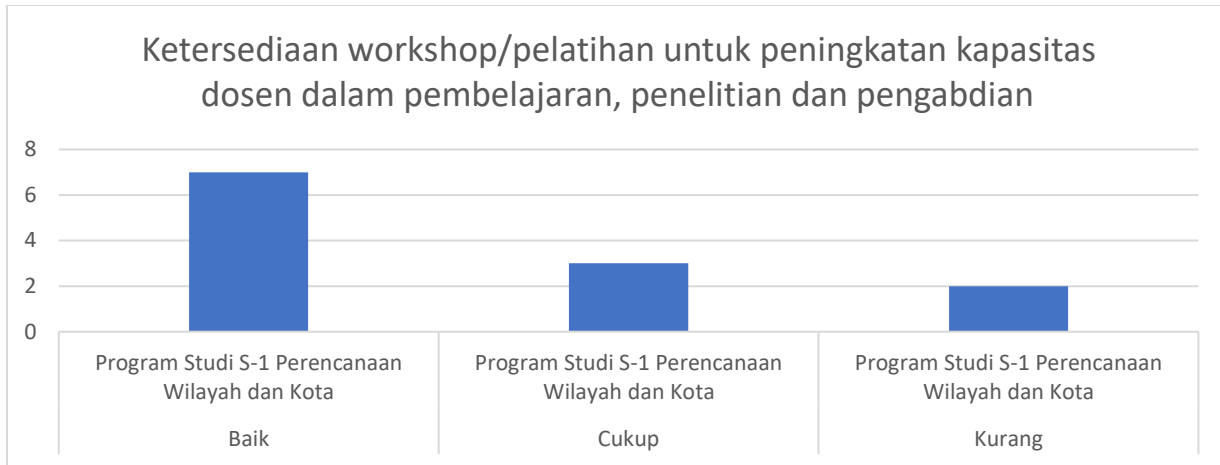 Ketersediaan workshop/pelatihan untuk peningkatan kapasitas
dosen dalam pembelajaran, penelitian dan pengabdian
8
6
4
2
0
Program Studi S-1 Perencanaan
Wilayah dan Kota
Program Studi S-1 Perencanaan
Wilayah dan Kota
Program Studi S-1 Perencanaan
Wilayah dan Kota
Baik
Cukup
Kurang